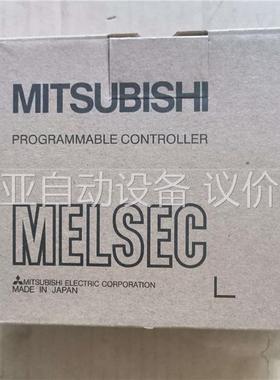 MITSUBISHI
PROGRAMMABLE CONTROLLER
亚自动设备 议价
MELSEC
MITSUBISHI ELECTRIC CORPORATION
MADE IN JAPAN
L